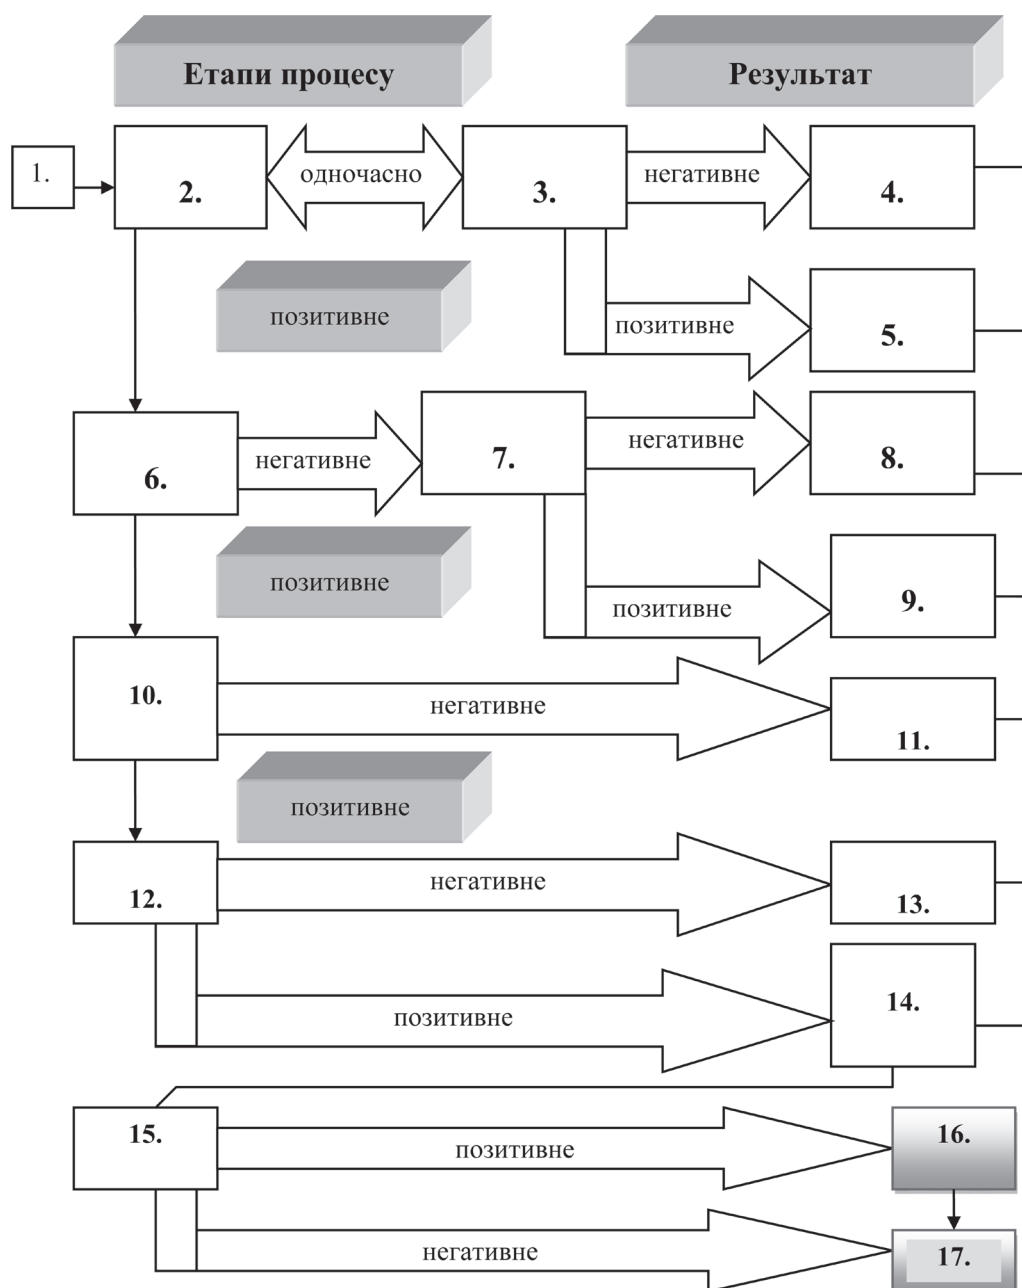 Етапи процесу
Результат
1.
2.
одночасно
3.
негативне
4.
позитивне
позитивне
5.
6.
негативне
7.
негативне
8.
позитивне
позитивне
9.
10.
негативне
11.
позитивне
12.
негативне
13.
позитивне
14.
15.
позитивне
16.
негативне
17.